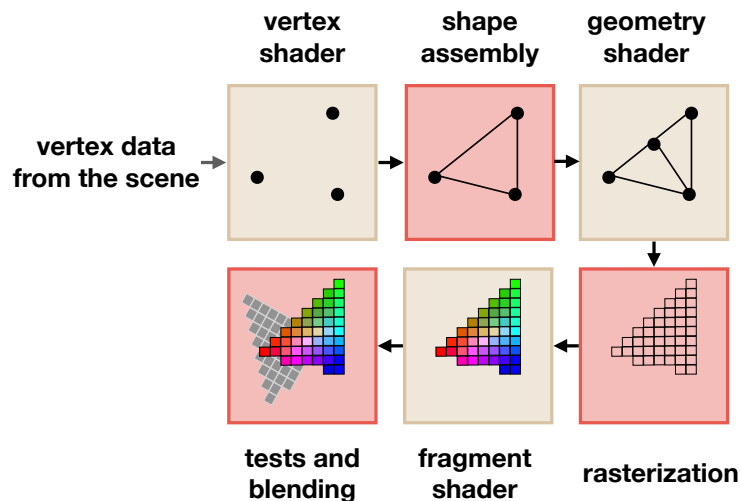 vertex
shader
shape
assembly
geometry
shader
vertex data
from the scene
tests and
blending
fragment
shader
rasterization